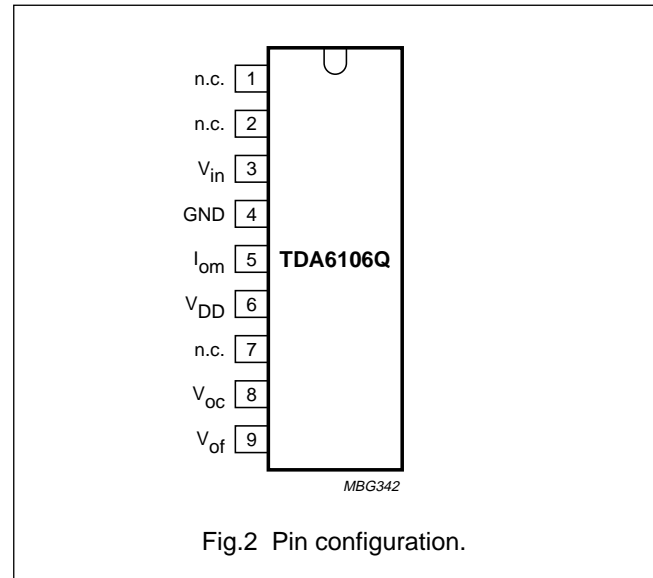 n.c. 1
n.c. 2
Vin 3
GND 4
Iom 5 TDA6106Q
VDD 6
n.c. 7
Voc 8
Vof 9
MBG342
Fig.2 Pin configuration.